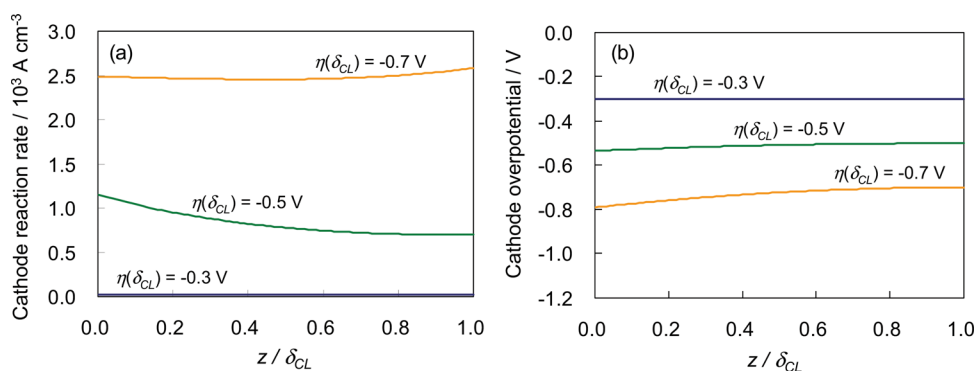 (a)
Cathode reaction rate / 10³ A cm⁻³
3.0
2.5
2.0
1.5
1.0
0.5
0.0
η(δCL) = -0.7 V
η(δCL) = -0.5 V
η(δCL) = -0.3 V
0.0 0.2 0.4 0.6 0.8 1.0
z / δCL
(b)
Cathode overpotential / V
0.0
-0.2
-0.4
-0.6
-0.8
-1.0
-1.2
η(δCL) = -0.3 V
η(δCL) = -0.5 V
η(δCL) = -0.7 V
0.0 0.2 0.4 0.6 0.8 1.0
z / δCL